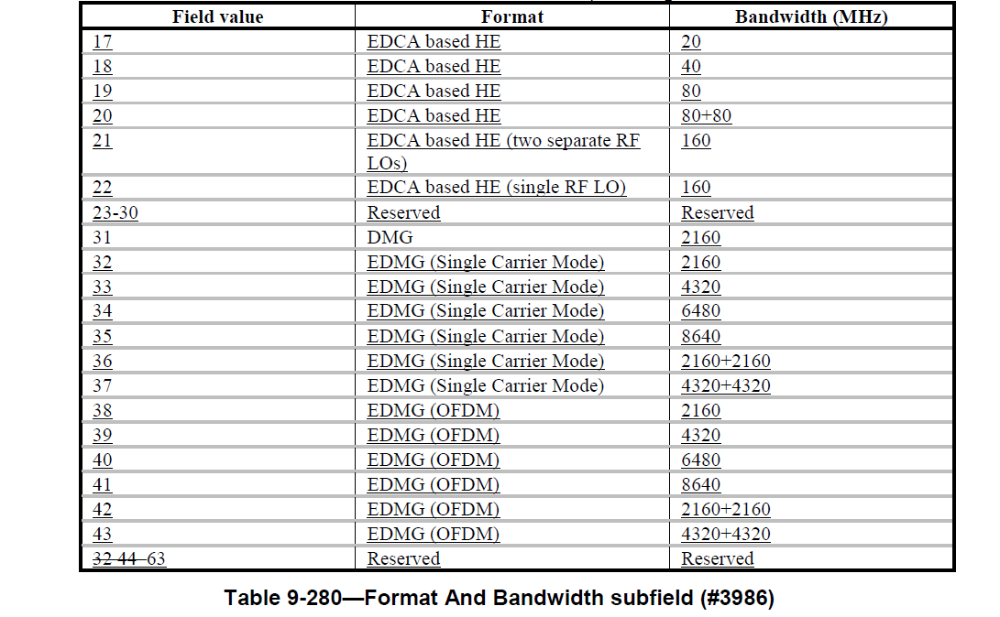 Field value Format Bandwidth (MHz)
17 EDCA based HE 20
18 EDCA based HE 40
19 EDCA based HE 80
20 EDCA based HE 80+80
21 EDCA based HE (two separate RF 160
LOs)
22 EDCA based HE (single RF LO) 160
23-30 Reserved Reserved
31 DMG 2160
32 EDMG (Single Carrier Mode) 2160
33 EDMG (Single Carrier Mode) 4320
34 EDMG (Single Carrier Mode) 6480
35 EDMG (Single Carrier Mode) 8640
36 EDMG (Single Carrier Mode) 2160+2160
37 EDMG (Single Carrier Mode) 4320+4320
38 EDMG (OFDM) 2160
39 EDMG (OFDM) 4320
40 EDMG (OFDM) 6480
41 EDMG (OFDM) 8640
42 EDMG (OFDM) 2160+2160
43 EDMG (OFDM) 4320+4320
32 44–63 Reserved Reserved
Table 9-280—Format And Bandwidth subfield (#3986)